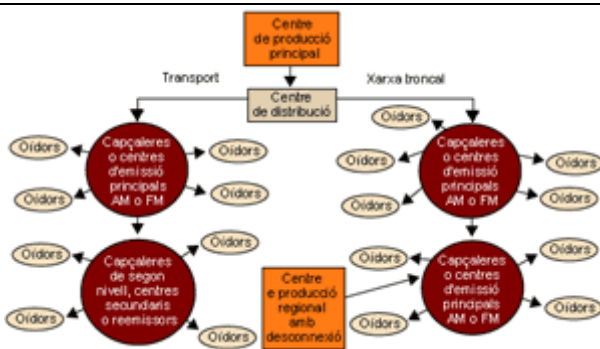 Centre
de producció
principal
Transport
Xarxa troncal
Centre
de distribució
Oïdors
Oïdors
Oïdors
Oïdors
Capçaleres
o centres
d'emissió
principals
AM o FM
Oïdors
Oïdors
Oïdors
Oïdors
Oïdors
Capçaleres
o centres
d'emissió
principals
AM o FM
Oïdors
Oïdors
Oïdors
Capçaleres
de segon
nivell, centres
secundaris
o reemissors
Oïdors
Oïdors
Centre
e producció
regional
amb
desconnexió
Oïdors
Oïdors
Capçaleres
o centres
d'emissió
principals
AM o FM
Oïdors
Oïdors